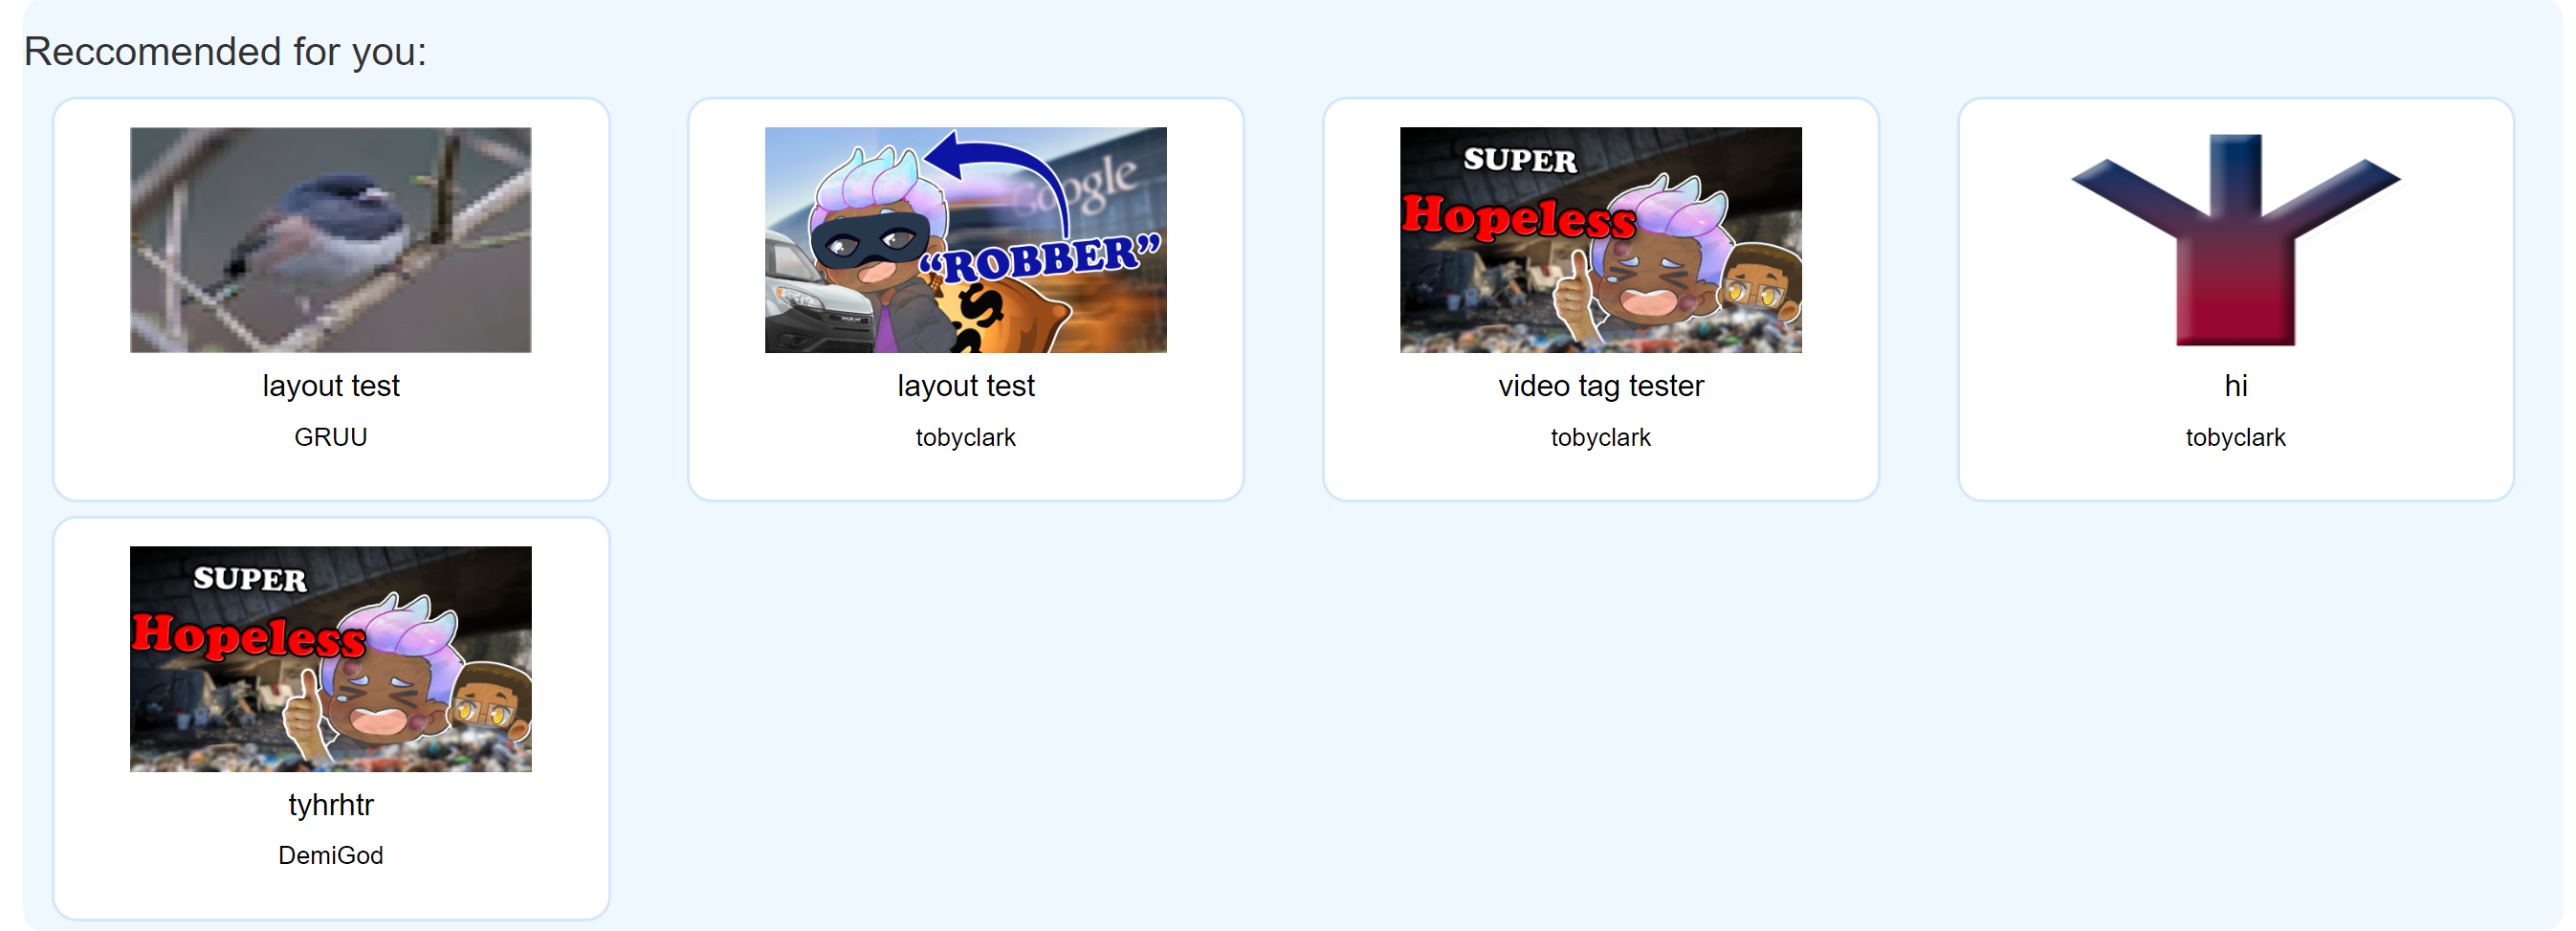 Reccomended for you:
Google
“ROBBER”
$$
layout test
GRUU
layout test
tobyclark
SUPER
Hopeless
video tag tester
tobyclark
hi
tobyclark
SUPER
Hopeless
tyhrhtr
DemiGod